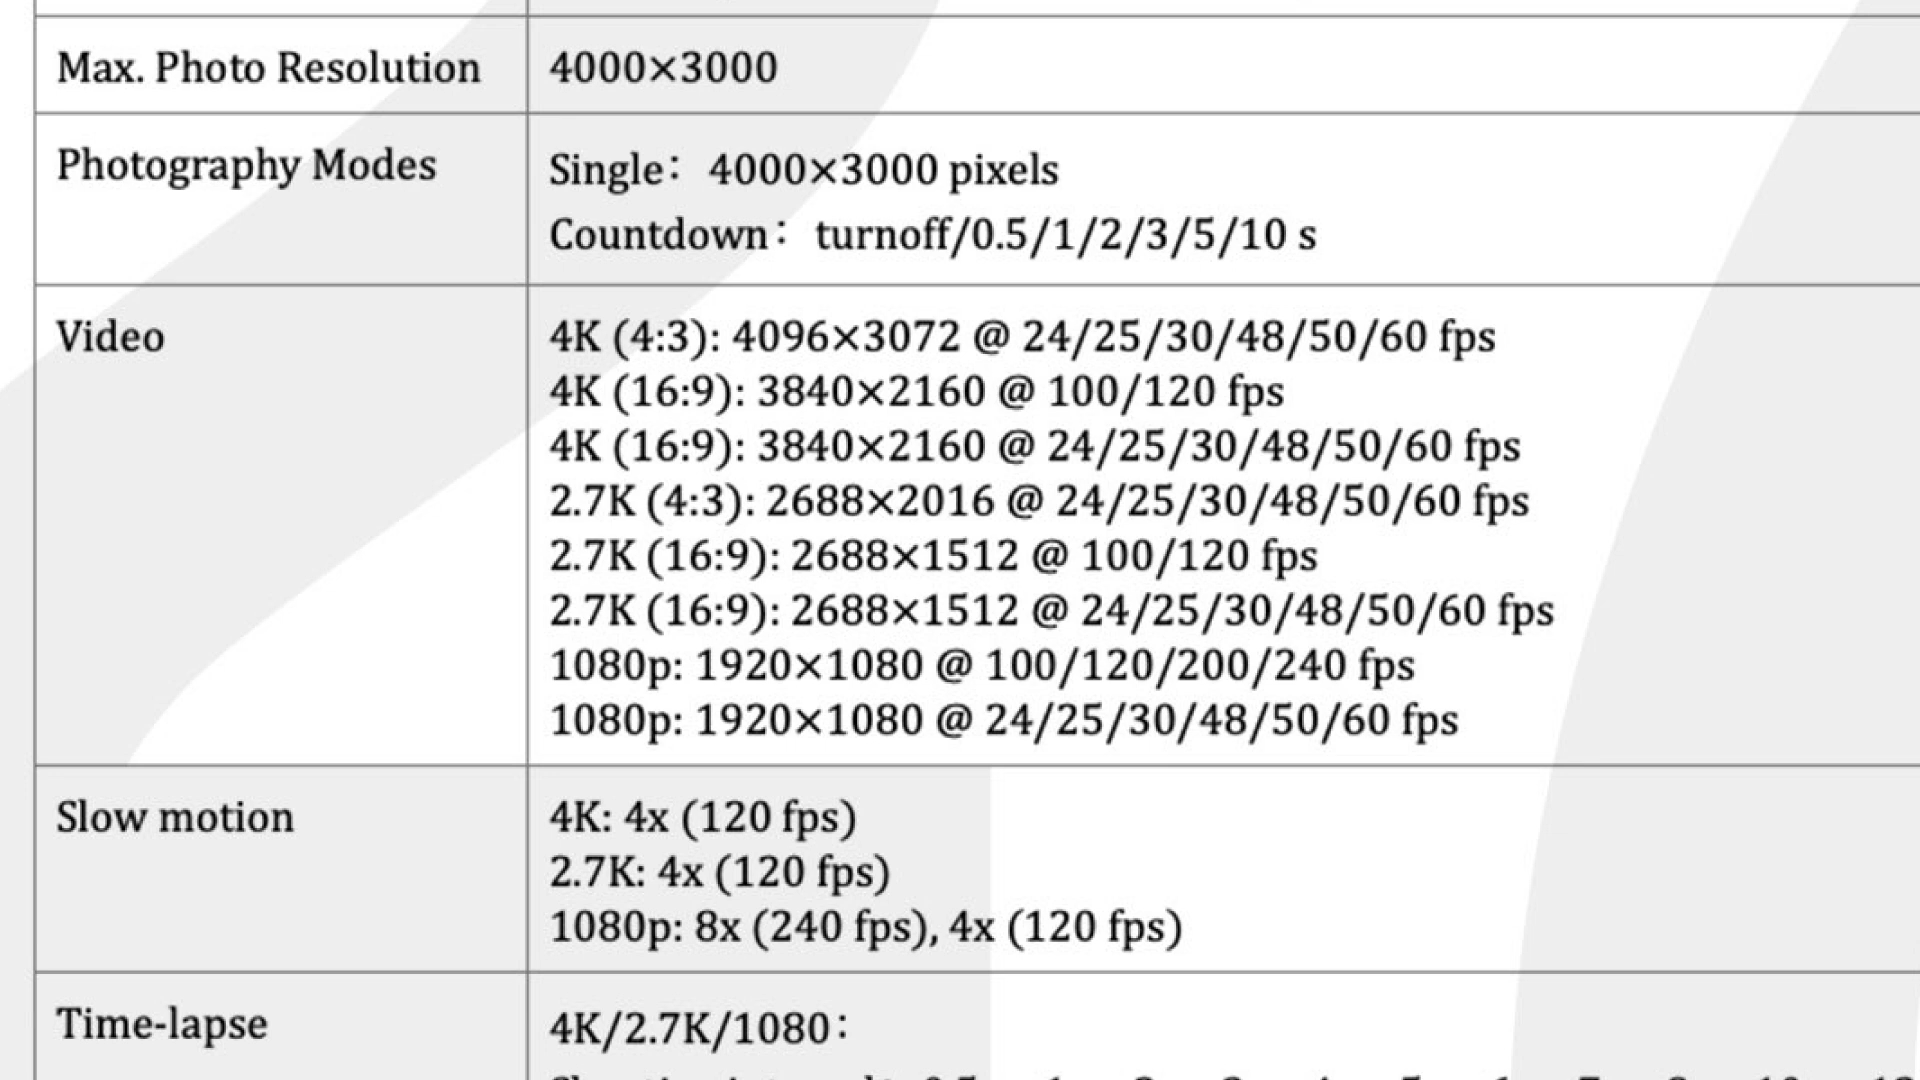 Max. Photo Resolution
4000×3000
Photography Modes
Single: 4000×3000 pixels
Countdown: turnoff/0.5/1/2/3/5/10 s
Video
4K (4:3): 4096×3072 @ 24/25/30/48/50/60 fps
4K (16:9): 3840×2160 @ 100/120 fps
4K (16:9): 3840×2160 @ 24/25/30/48/50/60 fps
2.7K (4:3): 2688×2016 @ 24/25/30/48/50/60 fps
2.7K (16:9): 2688×1512 @ 100/120 fps
2.7K (16:9): 2688×1512 @ 24/25/30/48/50/60 fps
1080p: 1920×1080 @ 100/120/200/240 fps
1080p: 1920×1080 @ 24/25/30/48/50/60 fps
Slow motion
4K: 4x (120 fps)
2.7K: 4x (120 fps)
1080p: 8x (240 fps), 4x (120 fps)
Time-lapse
4K/2.7K/1080: